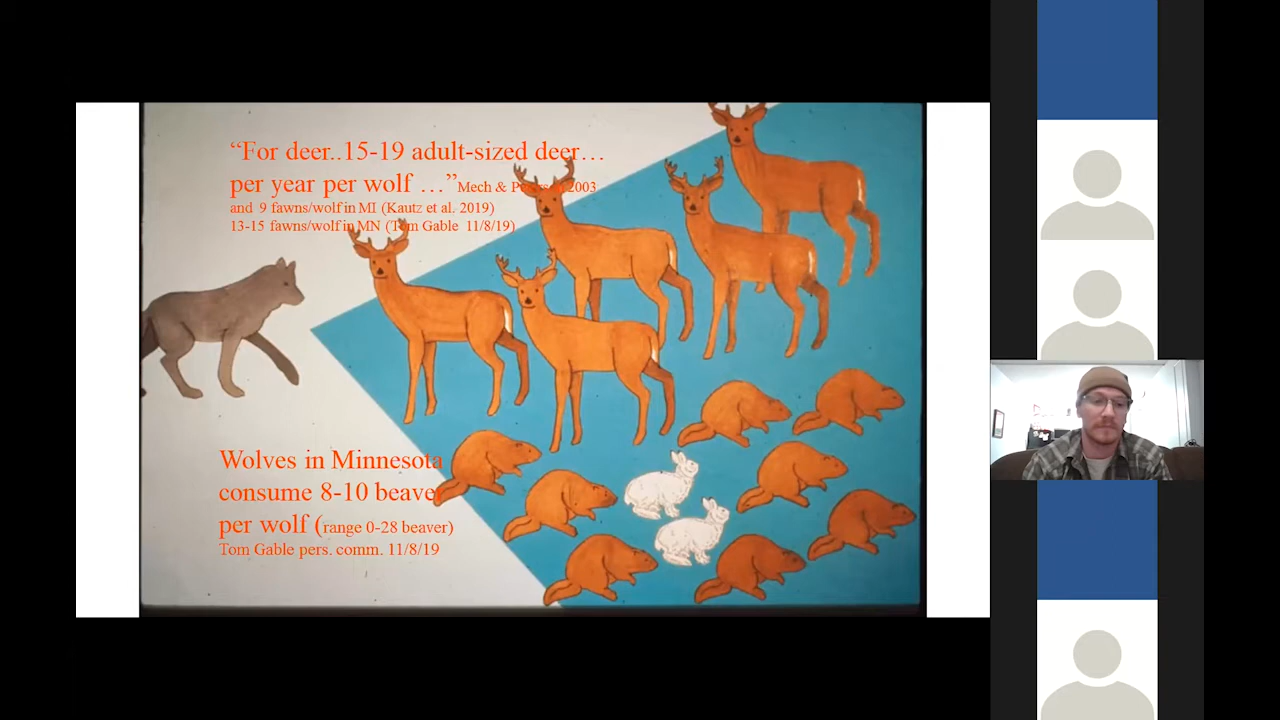 “For deer..15-19 adult-sized deer…
per year per wolf …” Mech & 2003
and 9 fawns/wolf in MI (Kautz et al. 2019)
13-15 fawns/wolf in MN (Tom Gable 11/8/19)
Wolves in Minnesota
consume 8-10 beaver
per wolf (range 0-28 beaver)
Tom Gable pers. comm. 11/8/19